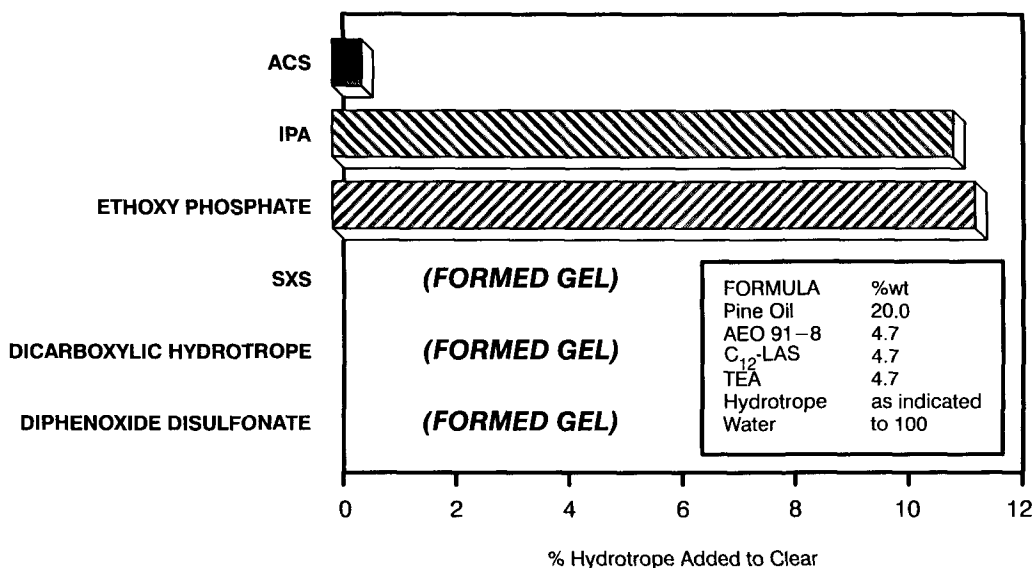 ACS
IPA
ETHOXY PHOSPHATE
SXS (FORMED GEL)
DICARBOXYLIC HYDROTROPE (FORMED GEL)
DIPHENOXIDE DISULFONATE (FORMED GEL)
FORMULA %wt
Pine Oil 20.0
AEO 91–8 4.7
C₁₂-LAS 4.7
TEA 4.7
Hydrotrope as indicated
Water to 100
0 2 4 6 8 10 12
% Hydrotrope Added to Clear